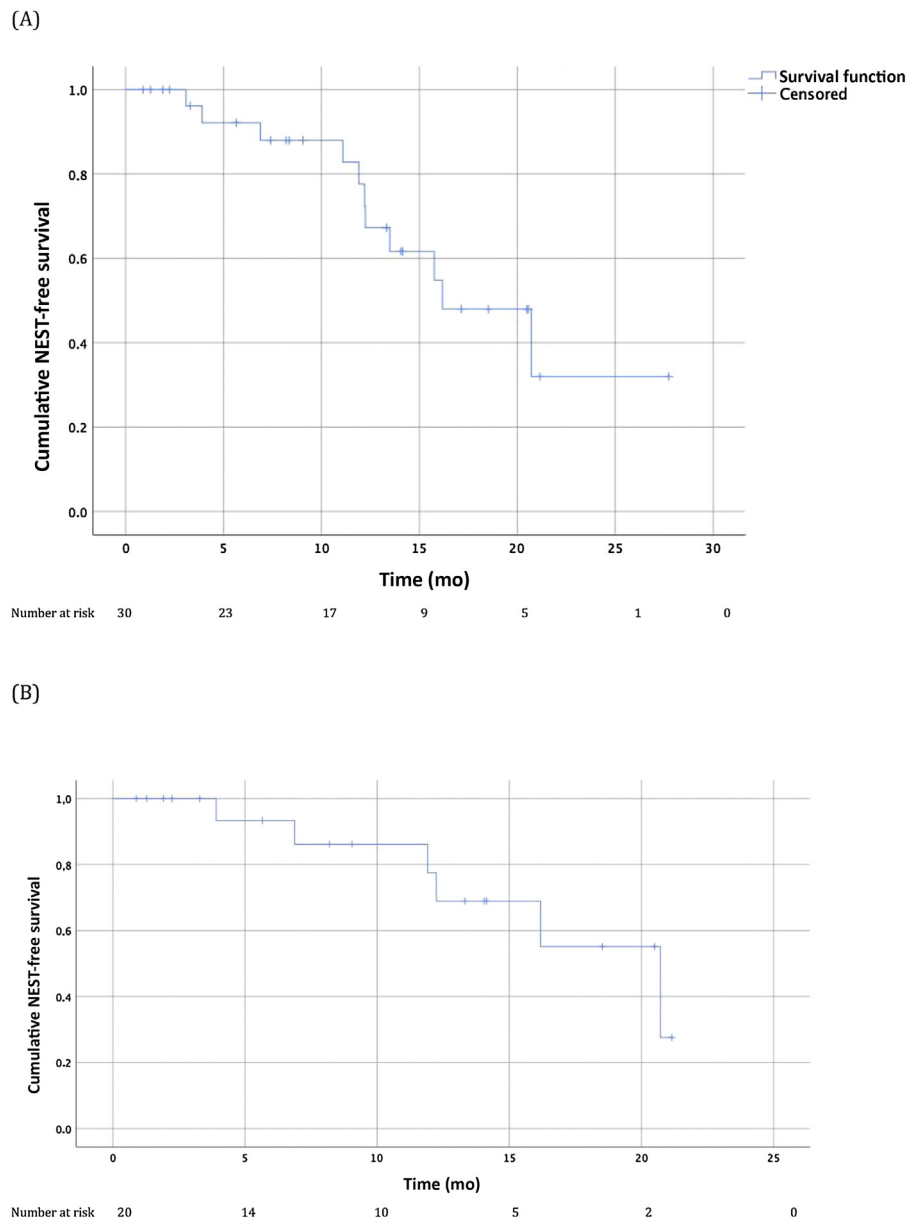 (A)
Survival function
Censored
1.0
0.8
0.6
0.4
0.2
0.0
Cumulative NEST-free survival
0 5 10 15 20 25 30
Time (mo)
Number at risk 30 23 17 9 5 1 0
(B)
1,0
0,8
0.6
0.4
0.2
0.0
Cumulative NEST-free survival
0 5 10 15 20 25
Time (mo)
Number at risk 20 14 10 5 2 0